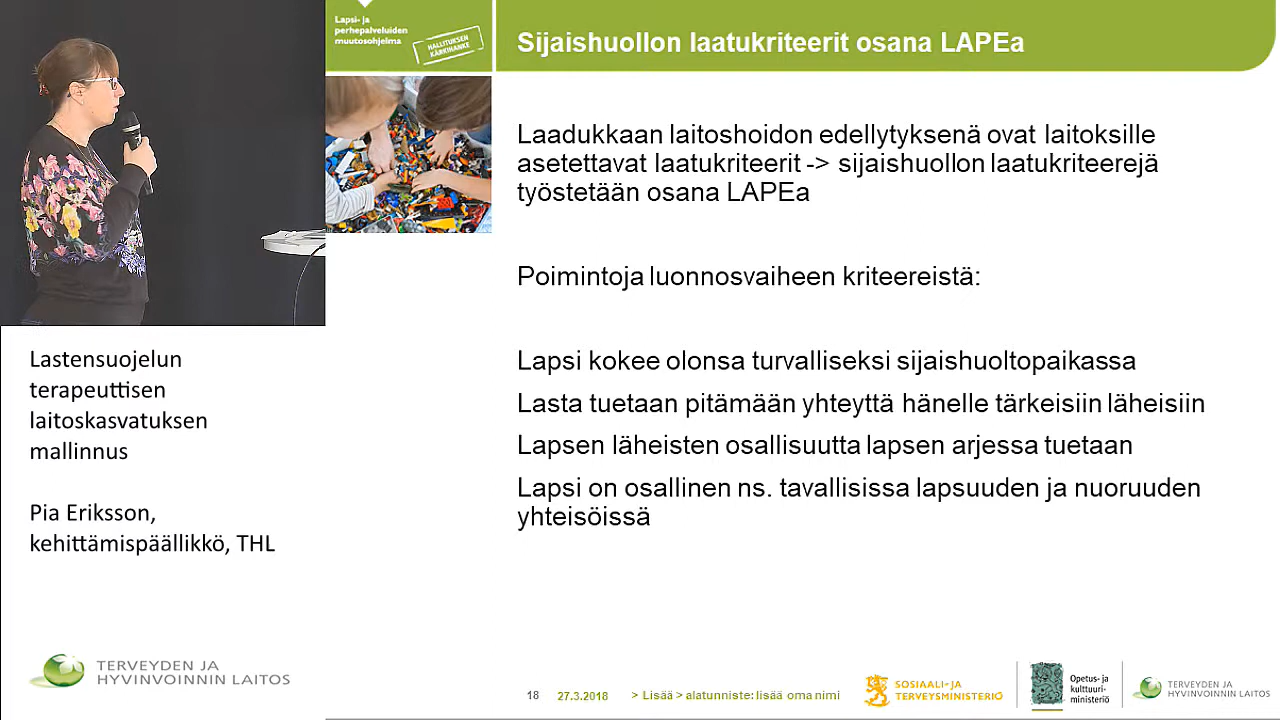 Lapsi- ja
perhepalveluiden
muutosohjelma
HALLITUKSEN
KÄRKIHANKE
Sijaishuollon laatukriteerit osana LAPEa
Laadukkaan laitoshoidon edellytyksenä ovat laitoksille
asetettavat laatukriteerit -> sijaishuollon laatukriteerejä
työstetään osana LAPEa
Poimintoja luonnosvaiheen kriteereistä:
Lapsi kokee olonsa turvalliseksi sijaishuoltopaikassa
Lasta tuetaan pitämään yhteyttä hänelle tärkeisiin läheisiin
Lapsen läheisten osallisuutta lapsen arjessa tuetaan
Lapsi on osallinen ns. tavallisissa lapsuuden ja nuoruuden
yhteisöissä
Lastensuojelun
terapeuttisen
laitoskasvatuksen
mallinnus
Pia Eriksson,
kehittämispäällikkö, THL
TERVEYDEN JA
HYVINVOINNIN LAITOS
18 27.3.2018 > Lisää > alatunniste: lisää oma nimi
SOSIAALI- JA
TERVEYSMINISTERIÖ
Opetus- ja
kulttuuri-
ministeriö
TERVEYDEN JA
HYVINVOINNIN LAITOS